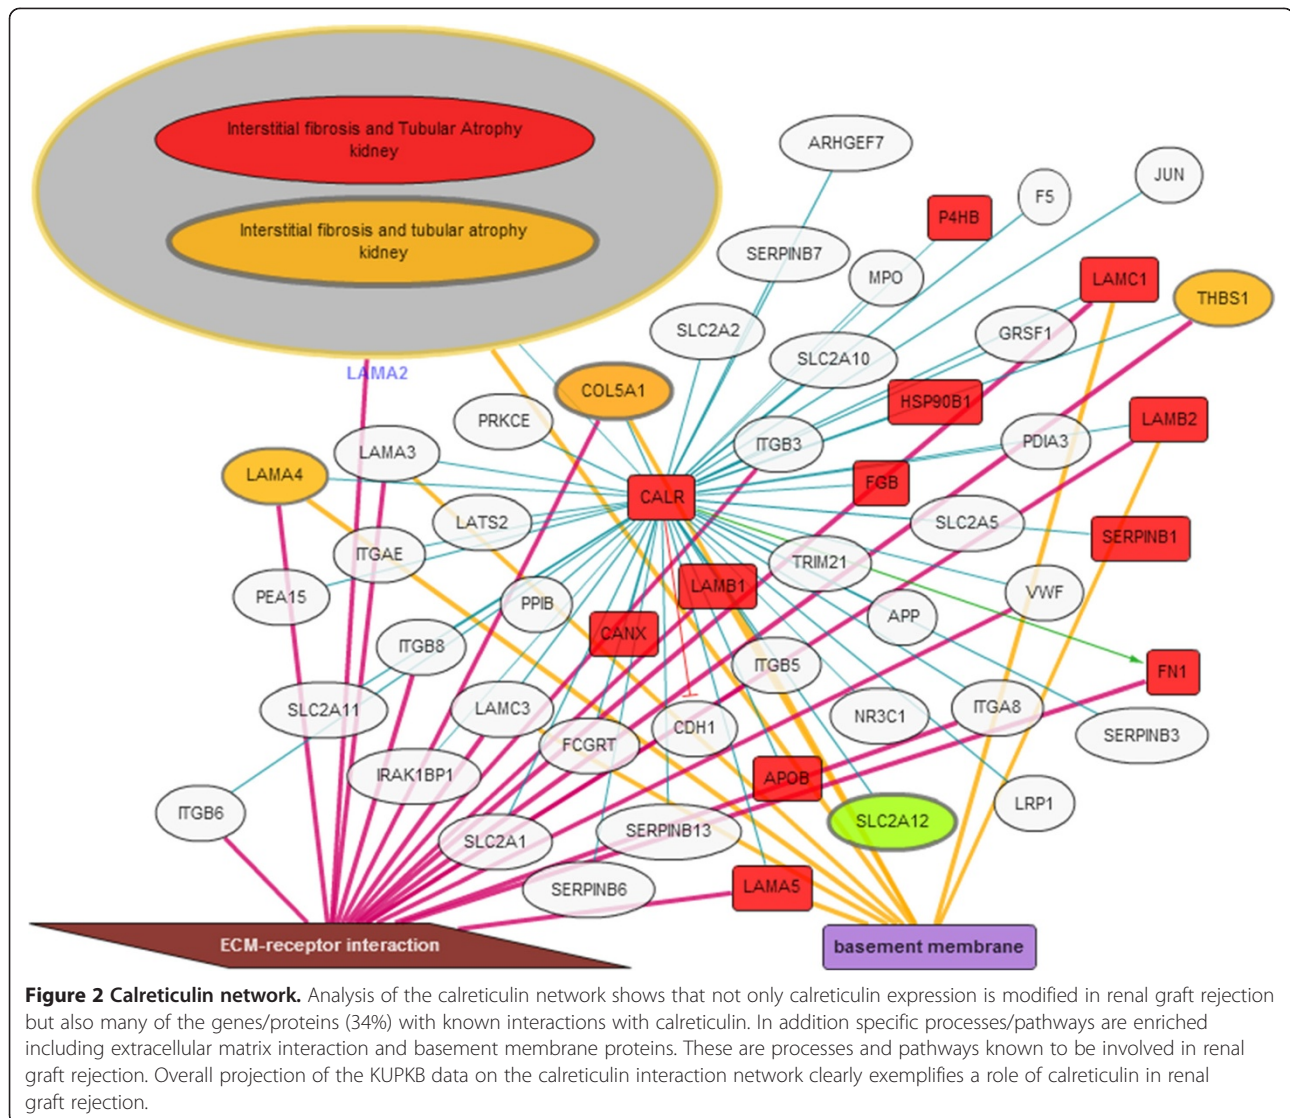 Interstitial fibrosis and Tubular Atrophy
kidney
Interstitial fibrosis and tubular atrophy
kidney
LAMA2
ARHGEF7
JUN
F5
P4HB
SERPINB7
MPO
LAMC1
THBS1
SLC2A2
GRSF1
SLC2A10
COL5A1
HSP90B1
PRKCE
LAMB2
ITGB3
PDIA3
LAMA3
LAMA4
FGB
CALR
LATS2
SLC2A5
SERPINB1
ITGAE
TRIM21
LAMB1
PEA15
PPIB
VWF
APP
CANX
ITGB8
ITGB5
FN1
SLC2A11
LAMC3
ITGA8
NR3C1
CDH1
SERPINB3
FCGRT
IRAK1BP1
APOB
LRP1
ITGB6
SLC2A12
SERPINB13
SLC2A1
SERPINB6
LAMA5
ECM-receptor interaction
basement membrane
Figure 2 Calreticulin network. Analysis of the calreticulin network shows that not only calreticulin expression is modified in renal graft rejection
but also many of the genes/proteins (34%) with known interactions with calreticulin. In addition specific processes/pathways are enriched
including extracellular matrix interaction and basement membrane proteins. These are processes and pathways known to be involved in renal
graft rejection. Overall projection of the KUPKB data on the calreticulin interaction network clearly exemplifies a role of calreticulin in renal
graft rejection.